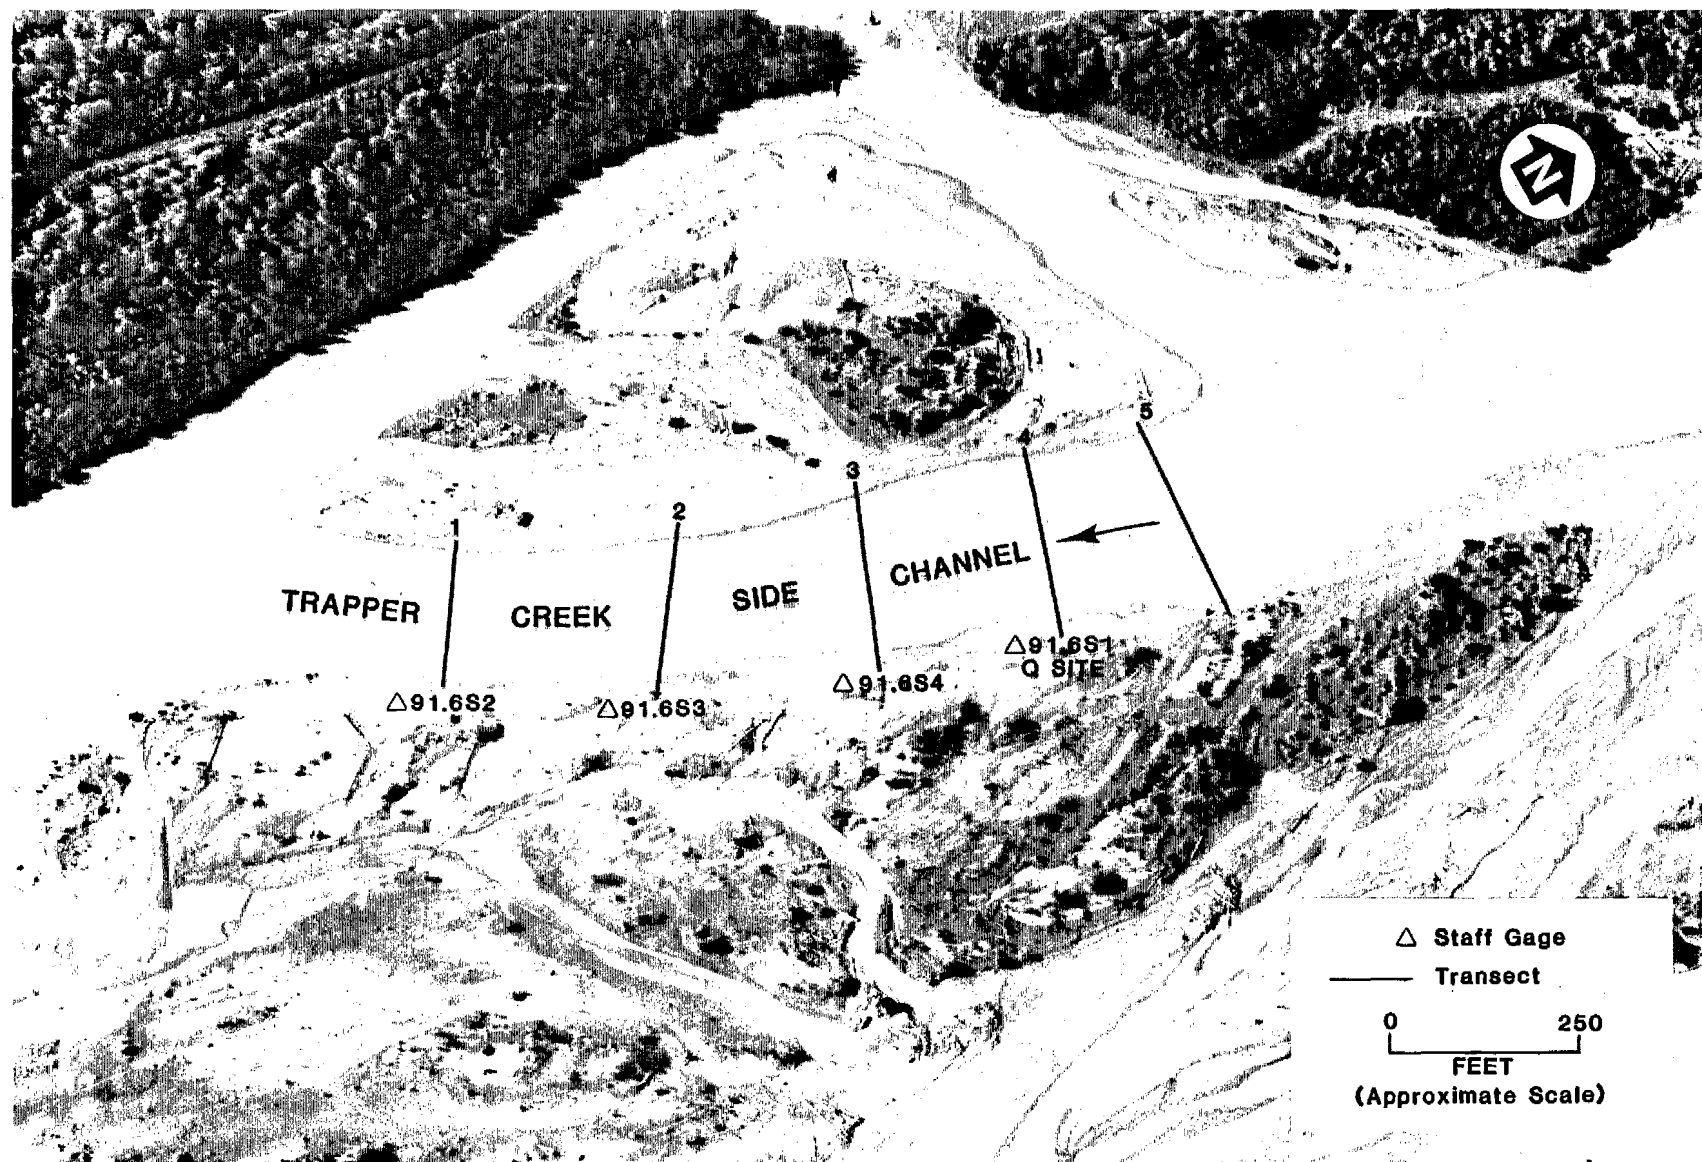 N
5
4
3
2
1
TRAPPER CREEK SIDE CHANNEL
△91.6S1
Q SITE
△91.6S4
△91.6S3
△91.6S2
△ Staff Gage
Transect
0 250
FEET
(Approximate Scale)